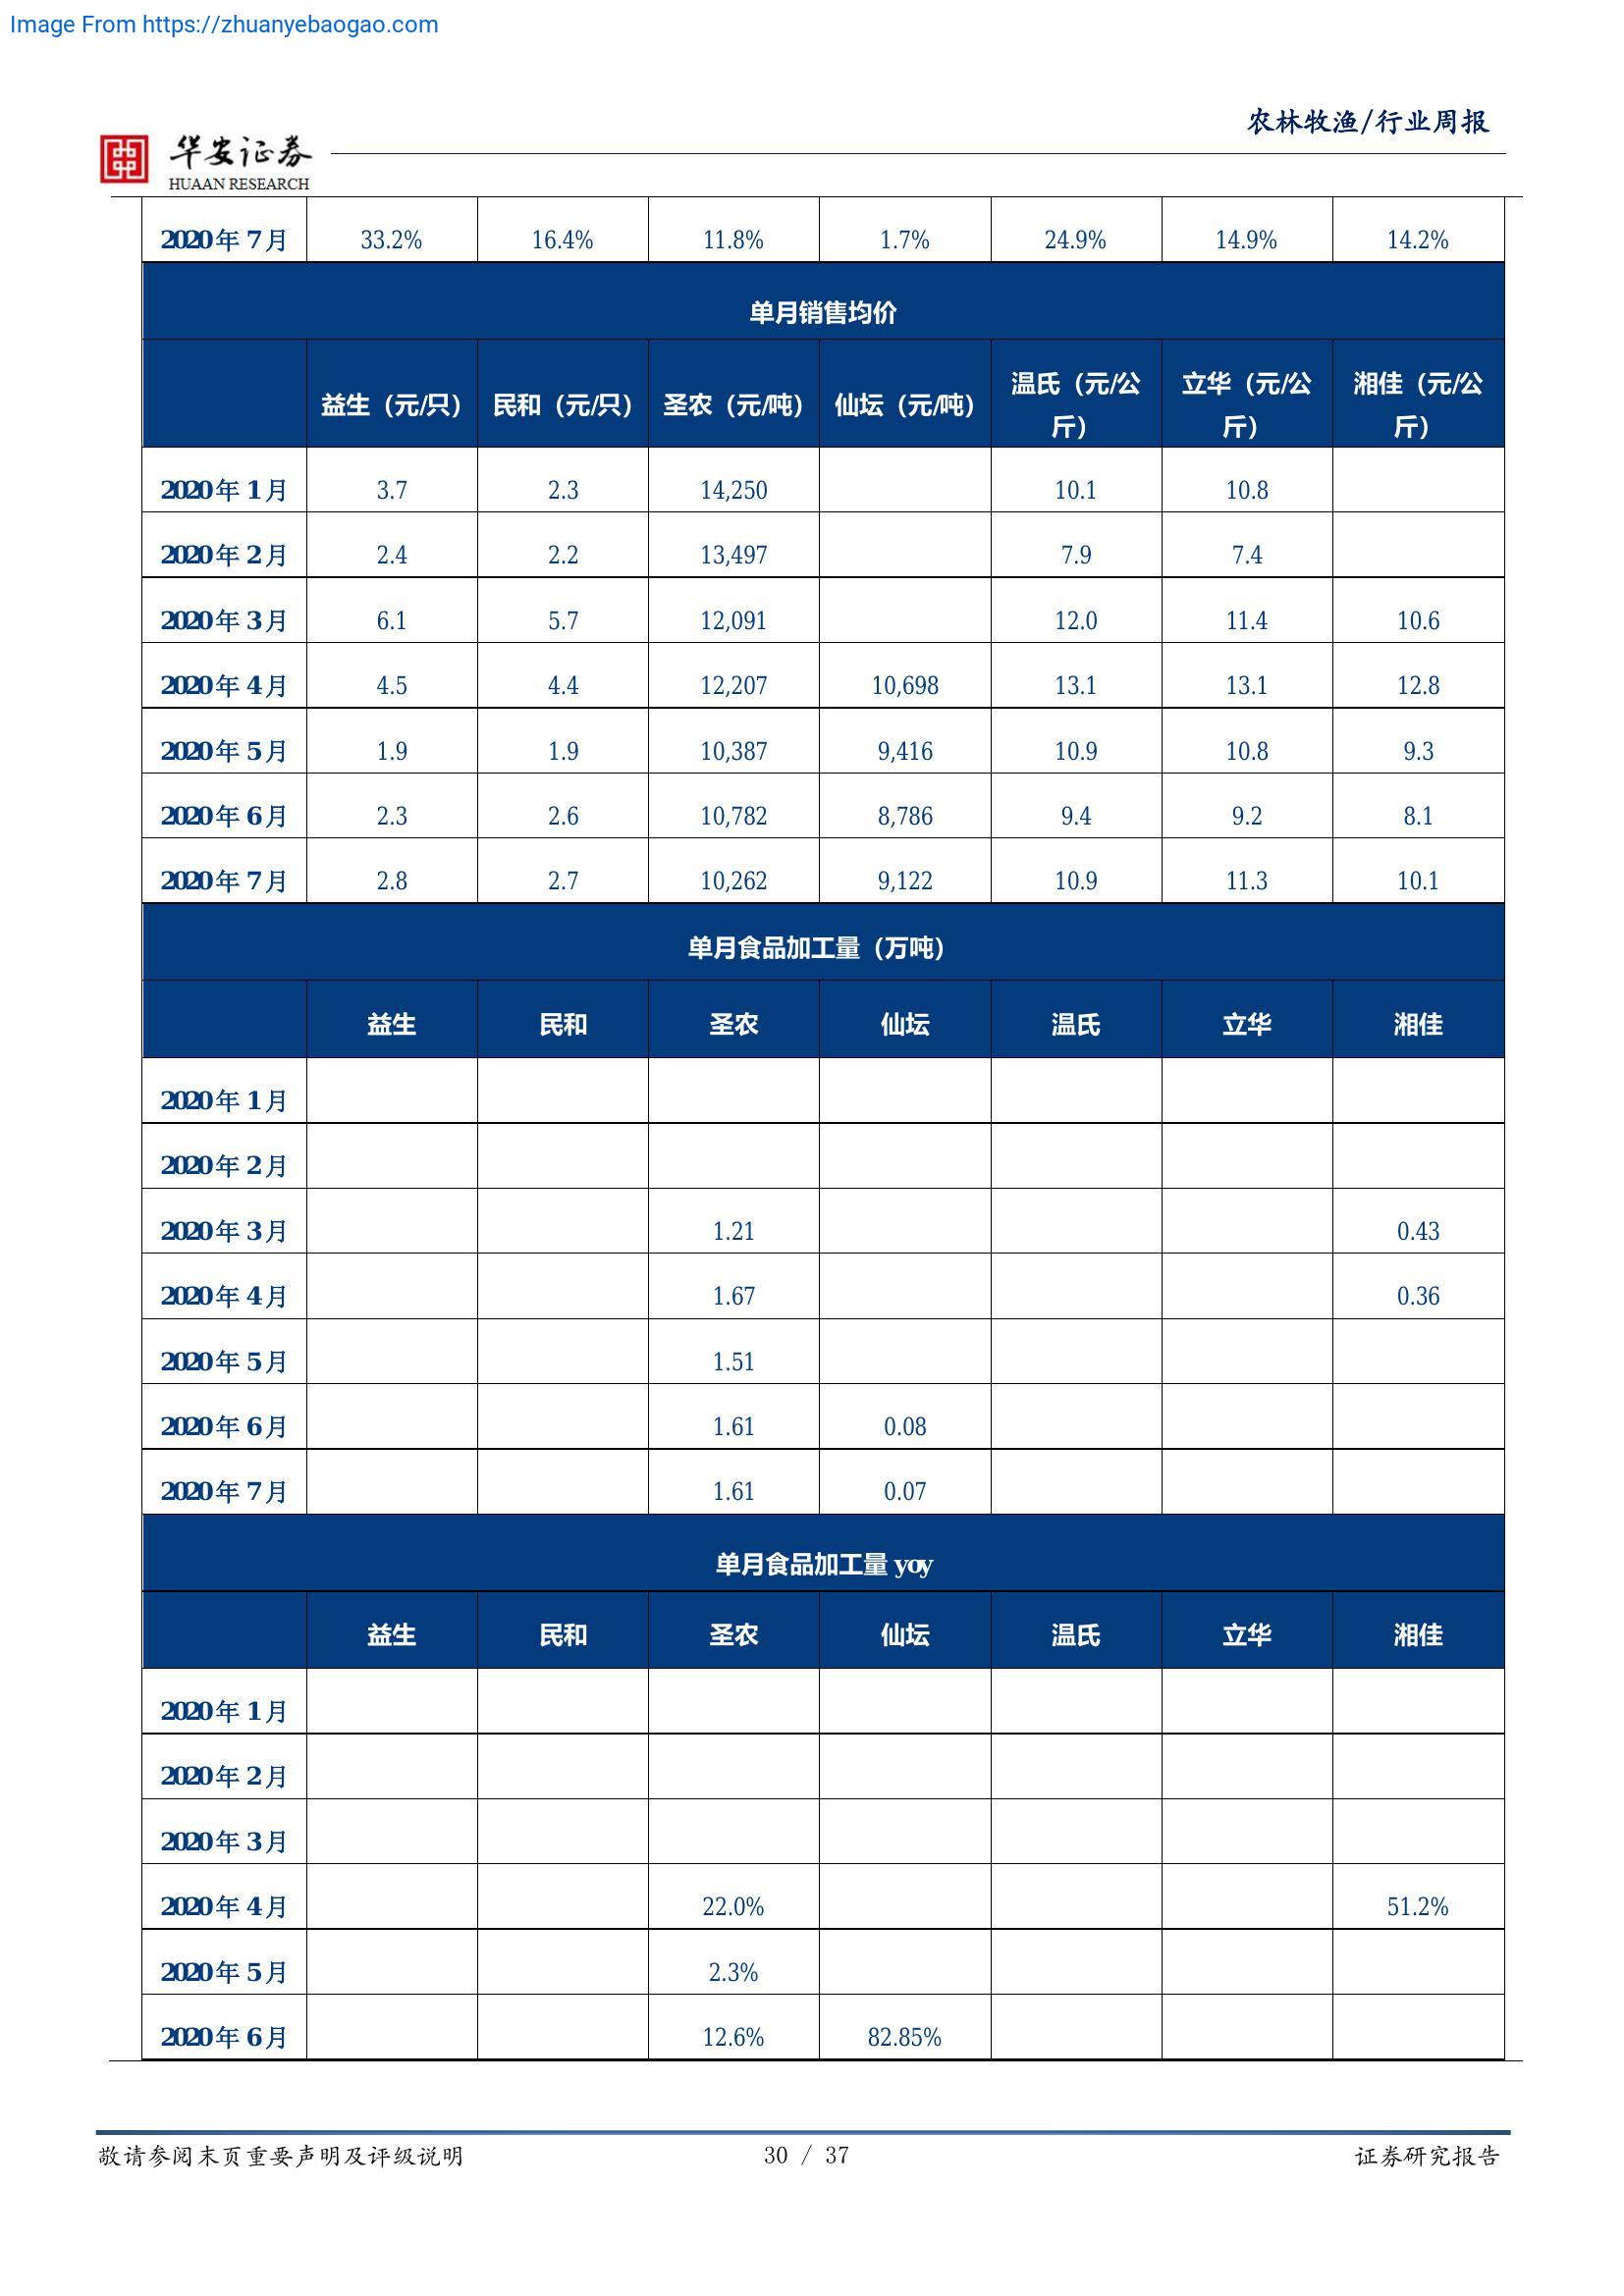 Image From https://zhuanyebaogao.com
农林牧渔/行业周报
华安证券
HUAAN RESEARCH
2020年7月 33.2% 16.4% 11.8% 1.7% 24.9% 14.9% 14.2%
单月销售均价
益生（元/只） 民和（元/只） 圣农（元/吨） 仙坛（元/吨） 温氏（元/公斤） 立华（元/公斤） 湘佳（元/公斤）
2020年1月 3.7 2.3 14,250 10.1 10.8
2020年2月 2.4 2.2 13,497 7.9 7.4
2020年3月 6.1 5.7 12,091 12.0 11.4 10.6
2020年4月 4.5 4.4 12,207 10,698 13.1 13.1 12.8
2020年5月 1.9 1.9 10,387 9,416 10.9 10.8 9.3
2020年6月 2.3 2.6 10,782 8,786 9.4 9.2 8.1
2020年7月 2.8 2.7 10,262 9,122 10.9 11.3 10.1
单月食品加工量（万吨）
益生 民和 圣农 仙坛 温氏 立华 湘佳
2020年1月
2020年2月
2020年3月 1.21 0.43
2020年4月 1.67 0.36
2020年5月 1.51
2020年6月 1.61 0.08
2020年7月 1.61 0.07
单月食品加工量 yoy
益生 民和 圣农 仙坛 温氏 立华 湘佳
2020年1月
2020年2月
2020年3月
2020年4月 22.0% 51.2%
2020年5月 2.3%
2020年6月 12.6% 82.85%
敬请参阅末页重要声明及评级说明 30 / 37 证券研究报告